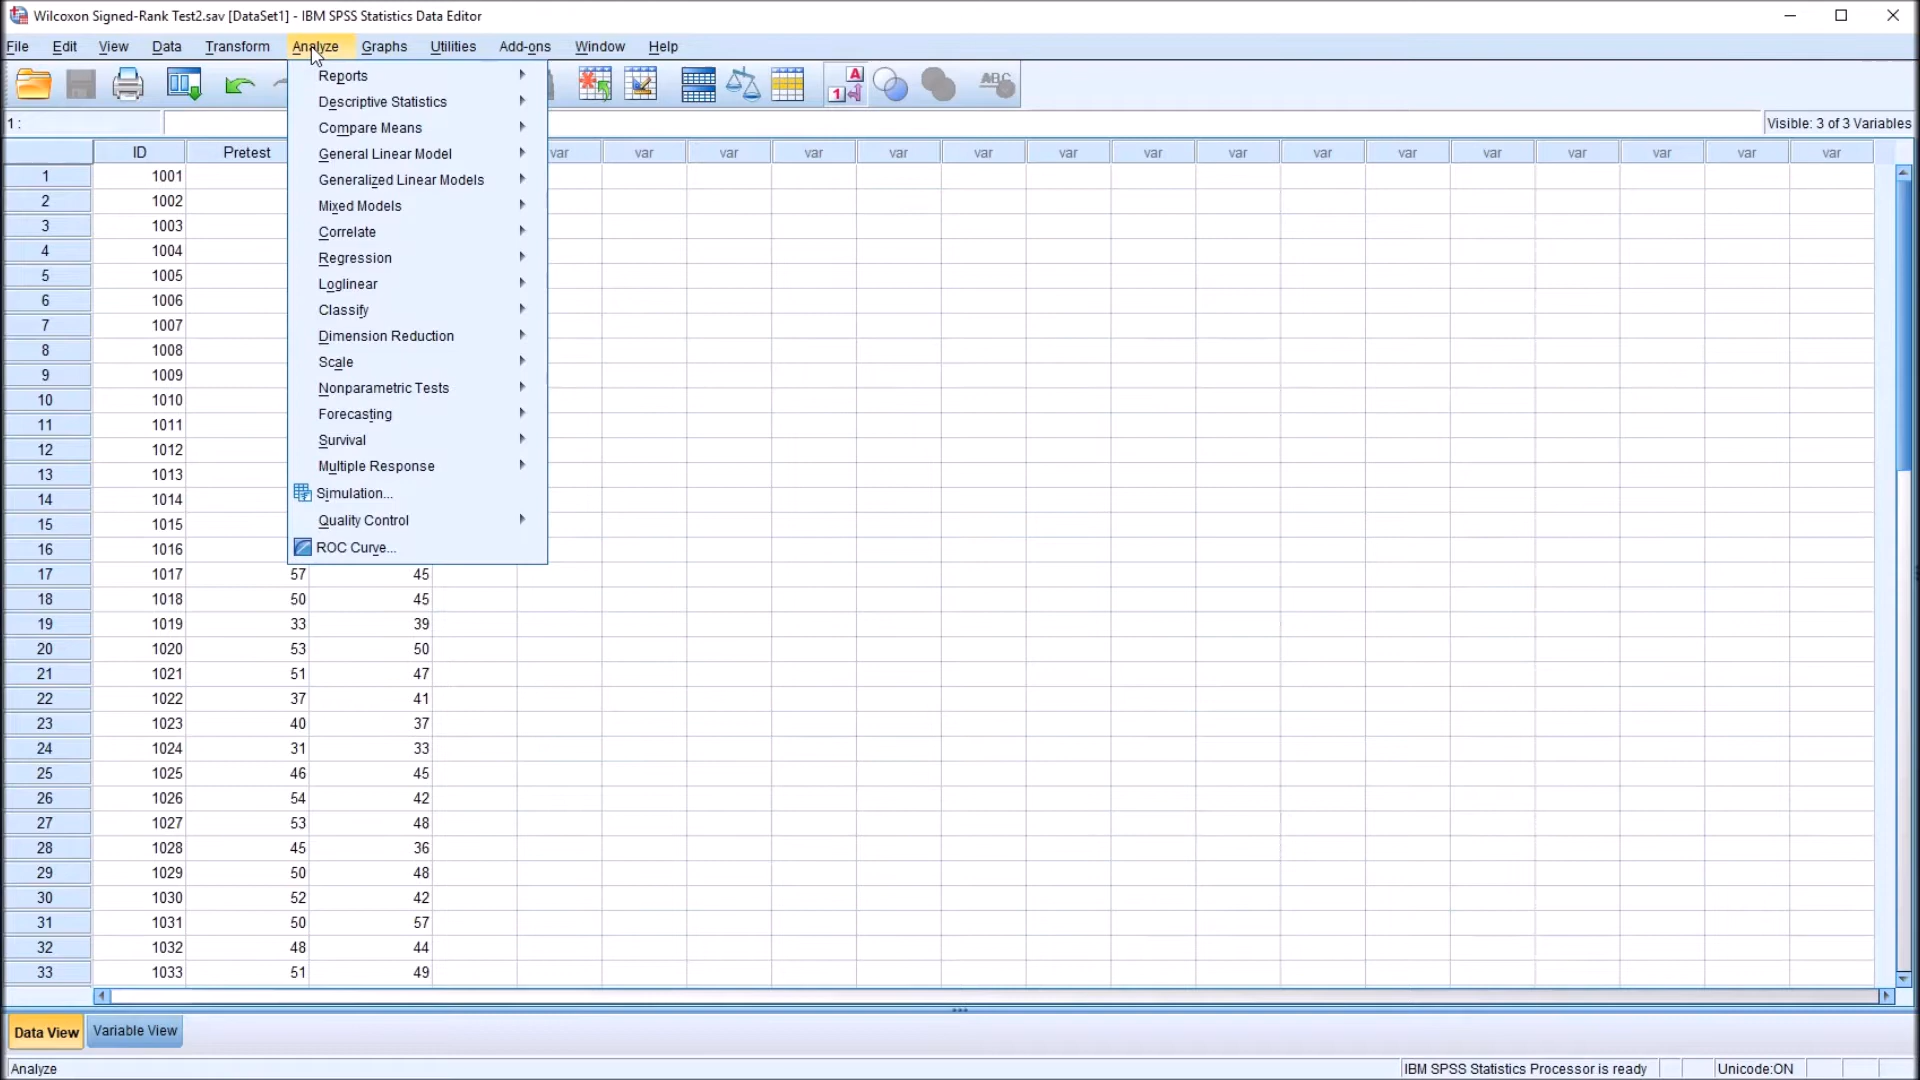 Wilcoxon Signed-Rank Test2.sav [DataSet1] - IBM SPSS Statistics Data Editor
File Edit View Data Transform Analyze Graphs Utilities Add-ons Window Help
1 :
Visible: 3 of 3 Variables
ID Pretest var var var var var var var var var var var var var var var var
Reports
Descriptive Statistics
Compare Means
General Linear Model
Generalized Linear Models
Mixed Models
Correlate
Regression
Loglinear
Classify
Dimension Reduction
Scale
Nonparametric Tests
Forecasting
Survival
Multiple Response
Simulation...
Quality Control
ROC Curve...
1 1001
2 1002
3 1003
4 1004
5 1005
6 1006
7 1007
8 1008
9 1009
10 1010
11 1011
12 1012
13 1013
14 1014
15 1015
16 1016
17 1017 57 45
18 1018 50 45
19 1019 33 39
20 1020 53 50
21 1021 51 47
22 1022 37 41
23 1023 40 37
24 1024 31 33
25 1025 46 45
26 1026 54 42
27 1027 53 48
28 1028 45 36
29 1029 50 48
30 1030 52 42
31 1031 50 57
32 1032 48 44
33 1033 51 49
Data View Variable View
Analyze IBM SPSS Statistics Processor is ready Unicode:ON